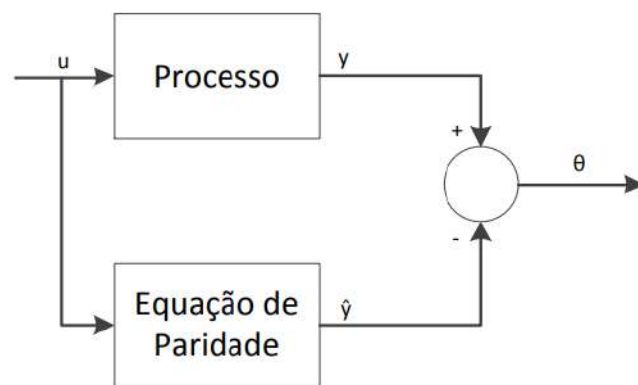 u
Processo
y
+
θ
-
Equação de
Paridade
ŷ